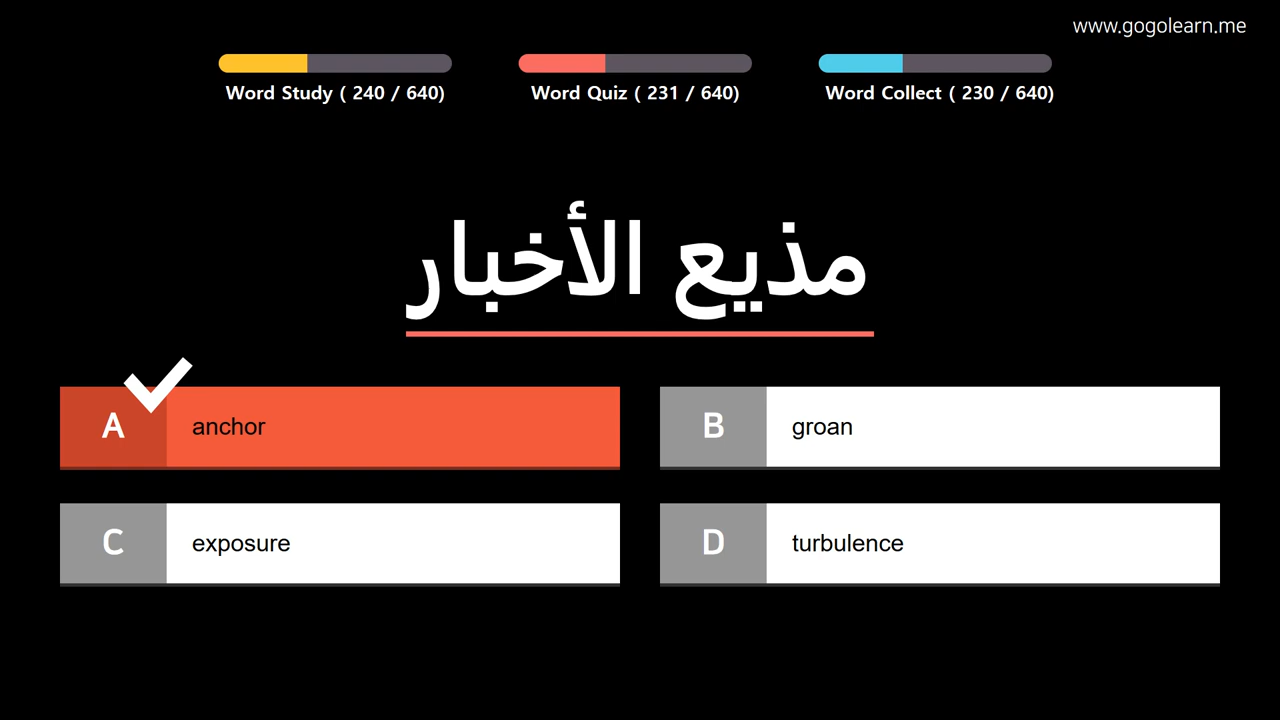 www.gogolearn.me
Word Study ( 240 / 640)
Word Quiz ( 231 / 640)
Word Collect ( 230 / 640)
مذيع الأخبار
A anchor
B groan
C exposure
D turbulence